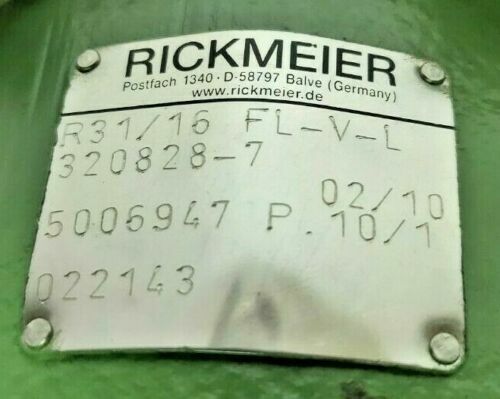 RICKMEIER
Postfach 1340 · D-58797 Balve (Germany)
www.rickmeier.de
R31/16 FL-V-L
320828-7
02/10
5006947 P. 10/1
022143